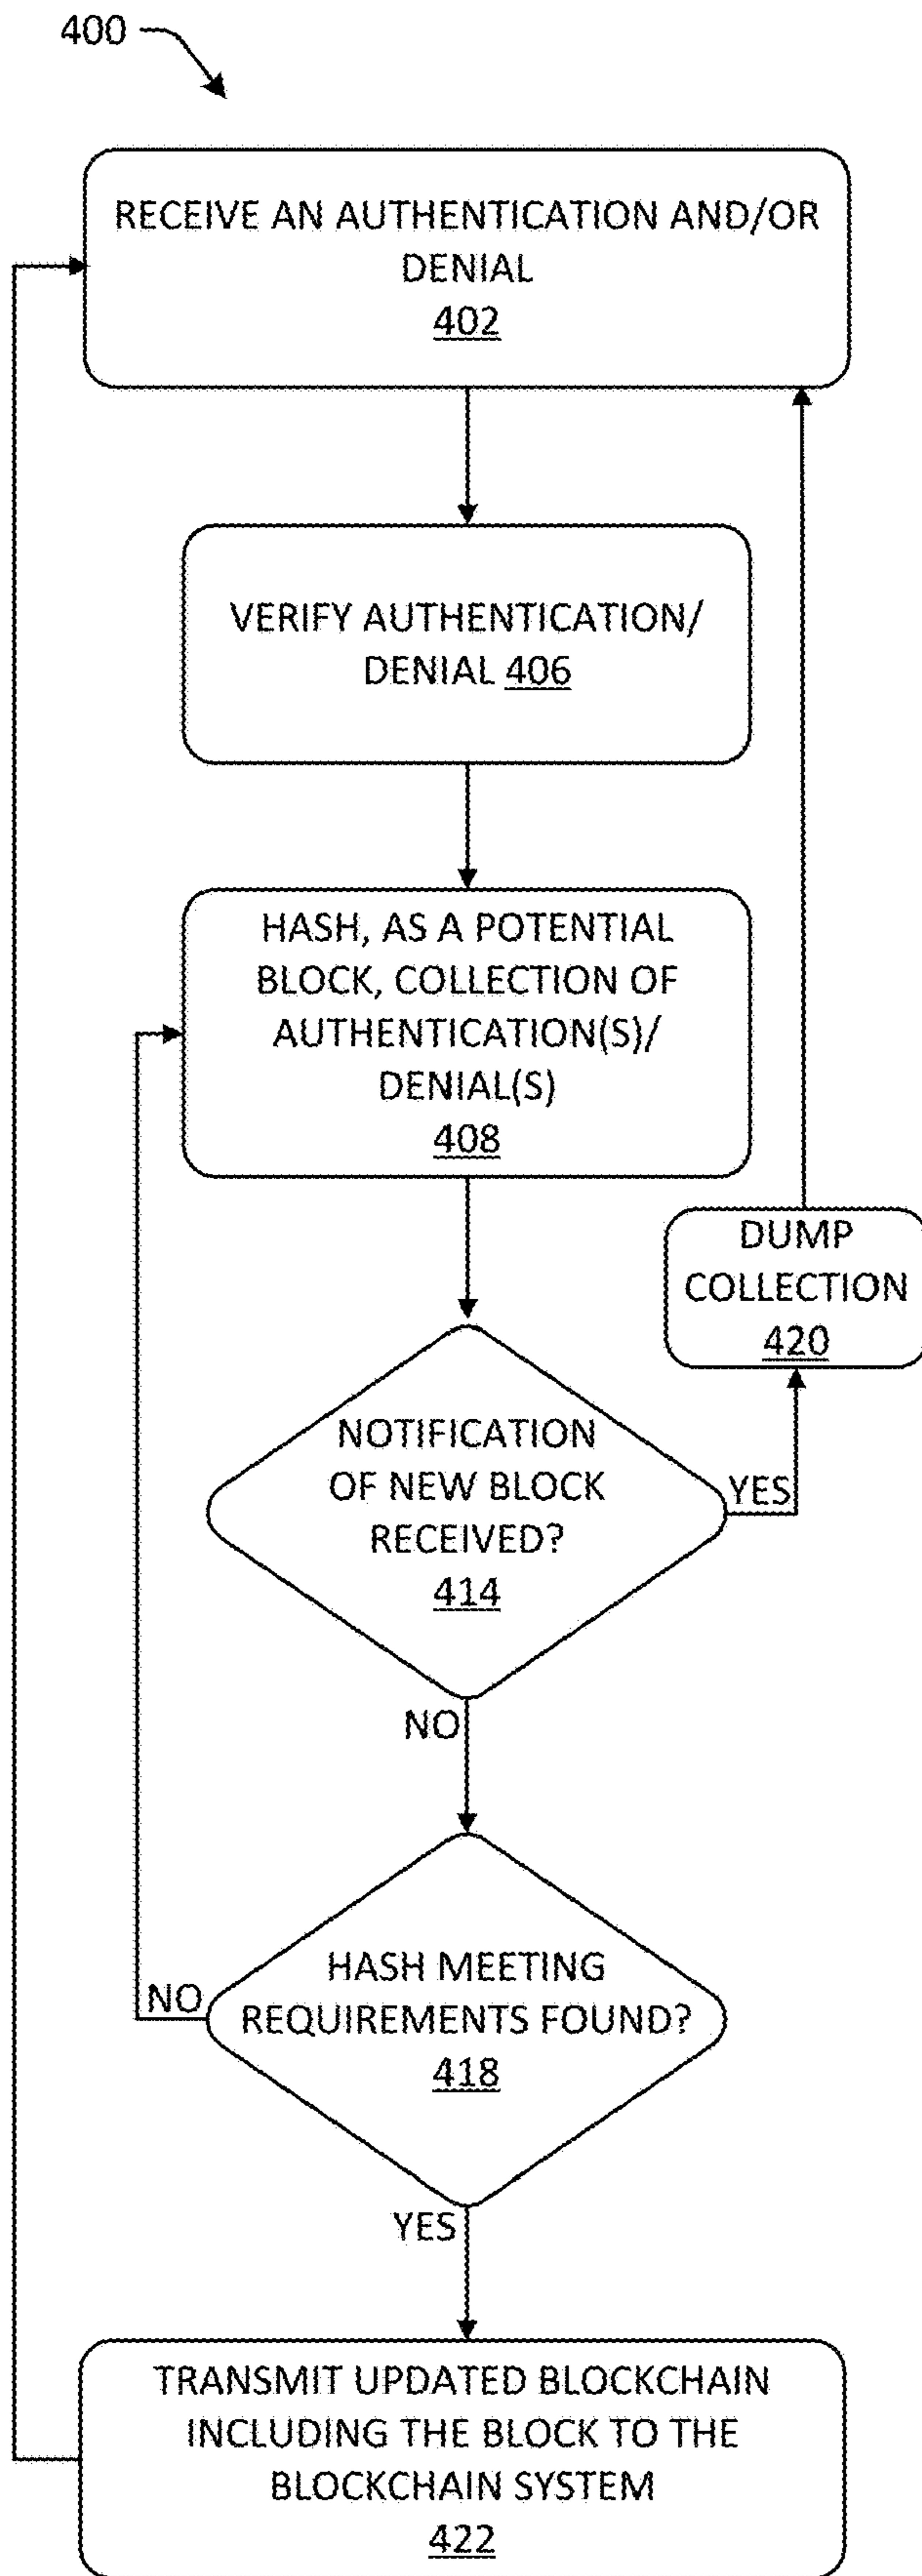 400
RECEIVE AN AUTHENTICATION AND/OR
DENIAL
402
VERIFY AUTHENTICATION/
DENIAL 406
HASH, AS A POTENTIAL
BLOCK, COLLECTION OF
AUTHENTICATION(S)/
DENIAL(S)
408
DUMP
COLLECTION
420
NOTIFICATION
OF NEW BLOCK
RECEIVED?
414
YES
NO
HASH MEETING
REQUIREMENTS FOUND?
418
NO
YES
TRANSMIT UPDATED BLOCKCHAIN
INCLUDING THE BLOCK TO THE
BLOCKCHAIN SYSTEM
422